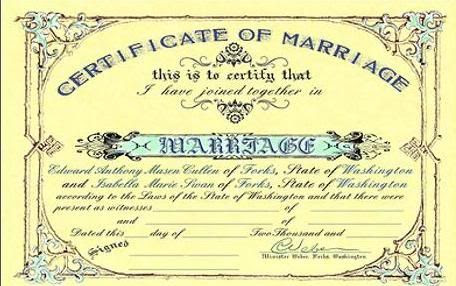 CERTIFICATE OF MARRIAGE
this is to certify that
I have joined together in
MARRIAGE
Edward Anthony Masen Cullen of Forks, State of Washington
and Isabella Marie Swan of Forks, State of Washington
according to the Laws of the State of Washington and that there were
present as witnesses of
and of
Dated this day of Two Thousand and
Signed
Minister Weber, Forks, Washington